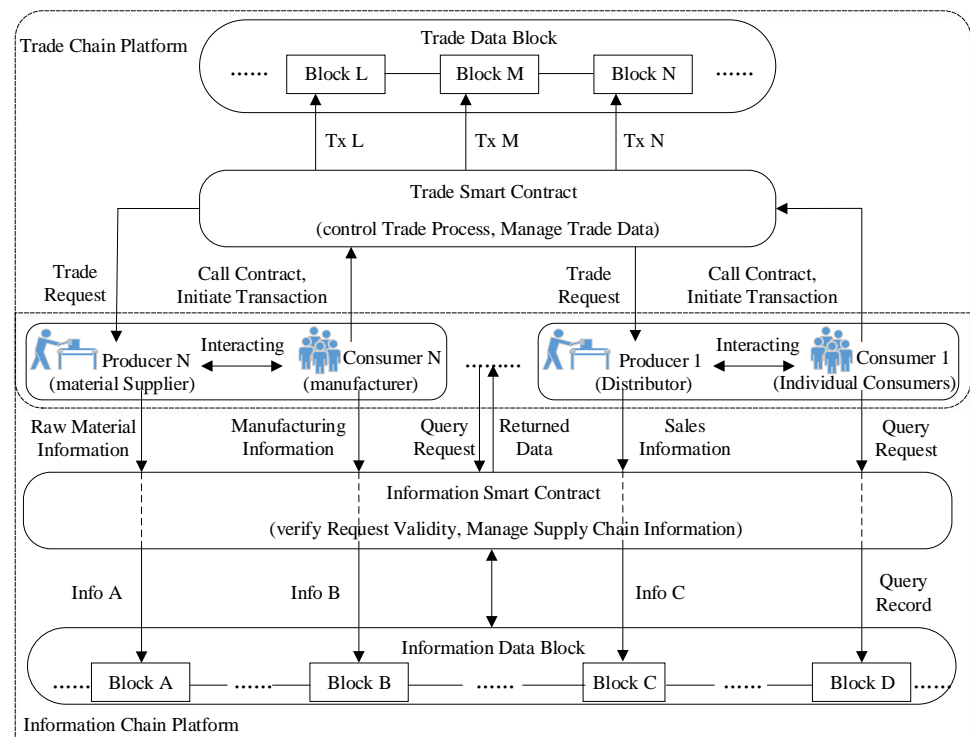 Trade Chain Platform
Trade Data Block
...... Block L Block M Block N ......
Tx L Tx M Tx N
Trade Smart Contract
(control Trade Process, Manage Trade Data)
Trade
Request
Call Contract,
Initiate Transaction
Trade
Request
Call Contract,
Initiate Transaction
Producer N
(material Supplier)
Interacting
Consumer N
(manufacturer)
.........
Producer 1
(Distributor)
Interacting
Consumer 1
(Individual Consumers)
Raw Material
Information
Manufacturing
Information
Query
Request
Returned
Data
Sales
Information
Query
Request
Information Smart Contract
(verify Request Validity, Manage Supply Chain Information)
Info A
Info B
Info C
Query
Record
Information Data Block
...... Block A ...... Block B ...... Block C ...... Block D ......
Information Chain Platform